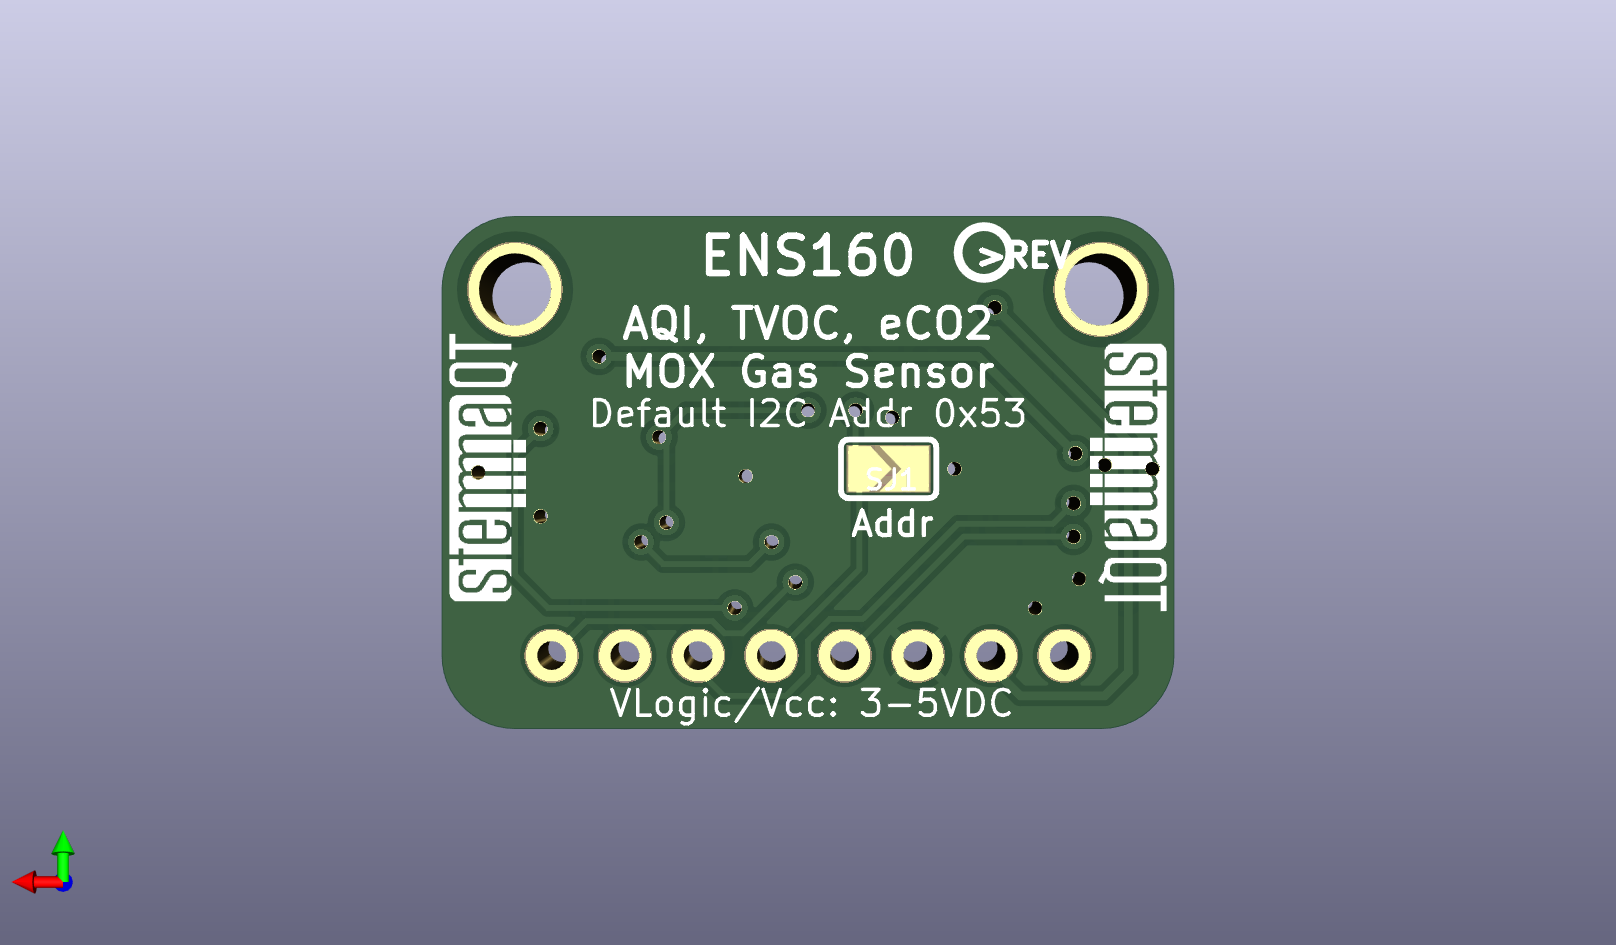 ENS160
>REV
AQI, TVOC, eCO2
MOX Gas Sensor
Default I2C Addr 0x53
stemmaQT
stemmaQT
SJ1
Addr
VLogic/Vcc: 3-5VDC